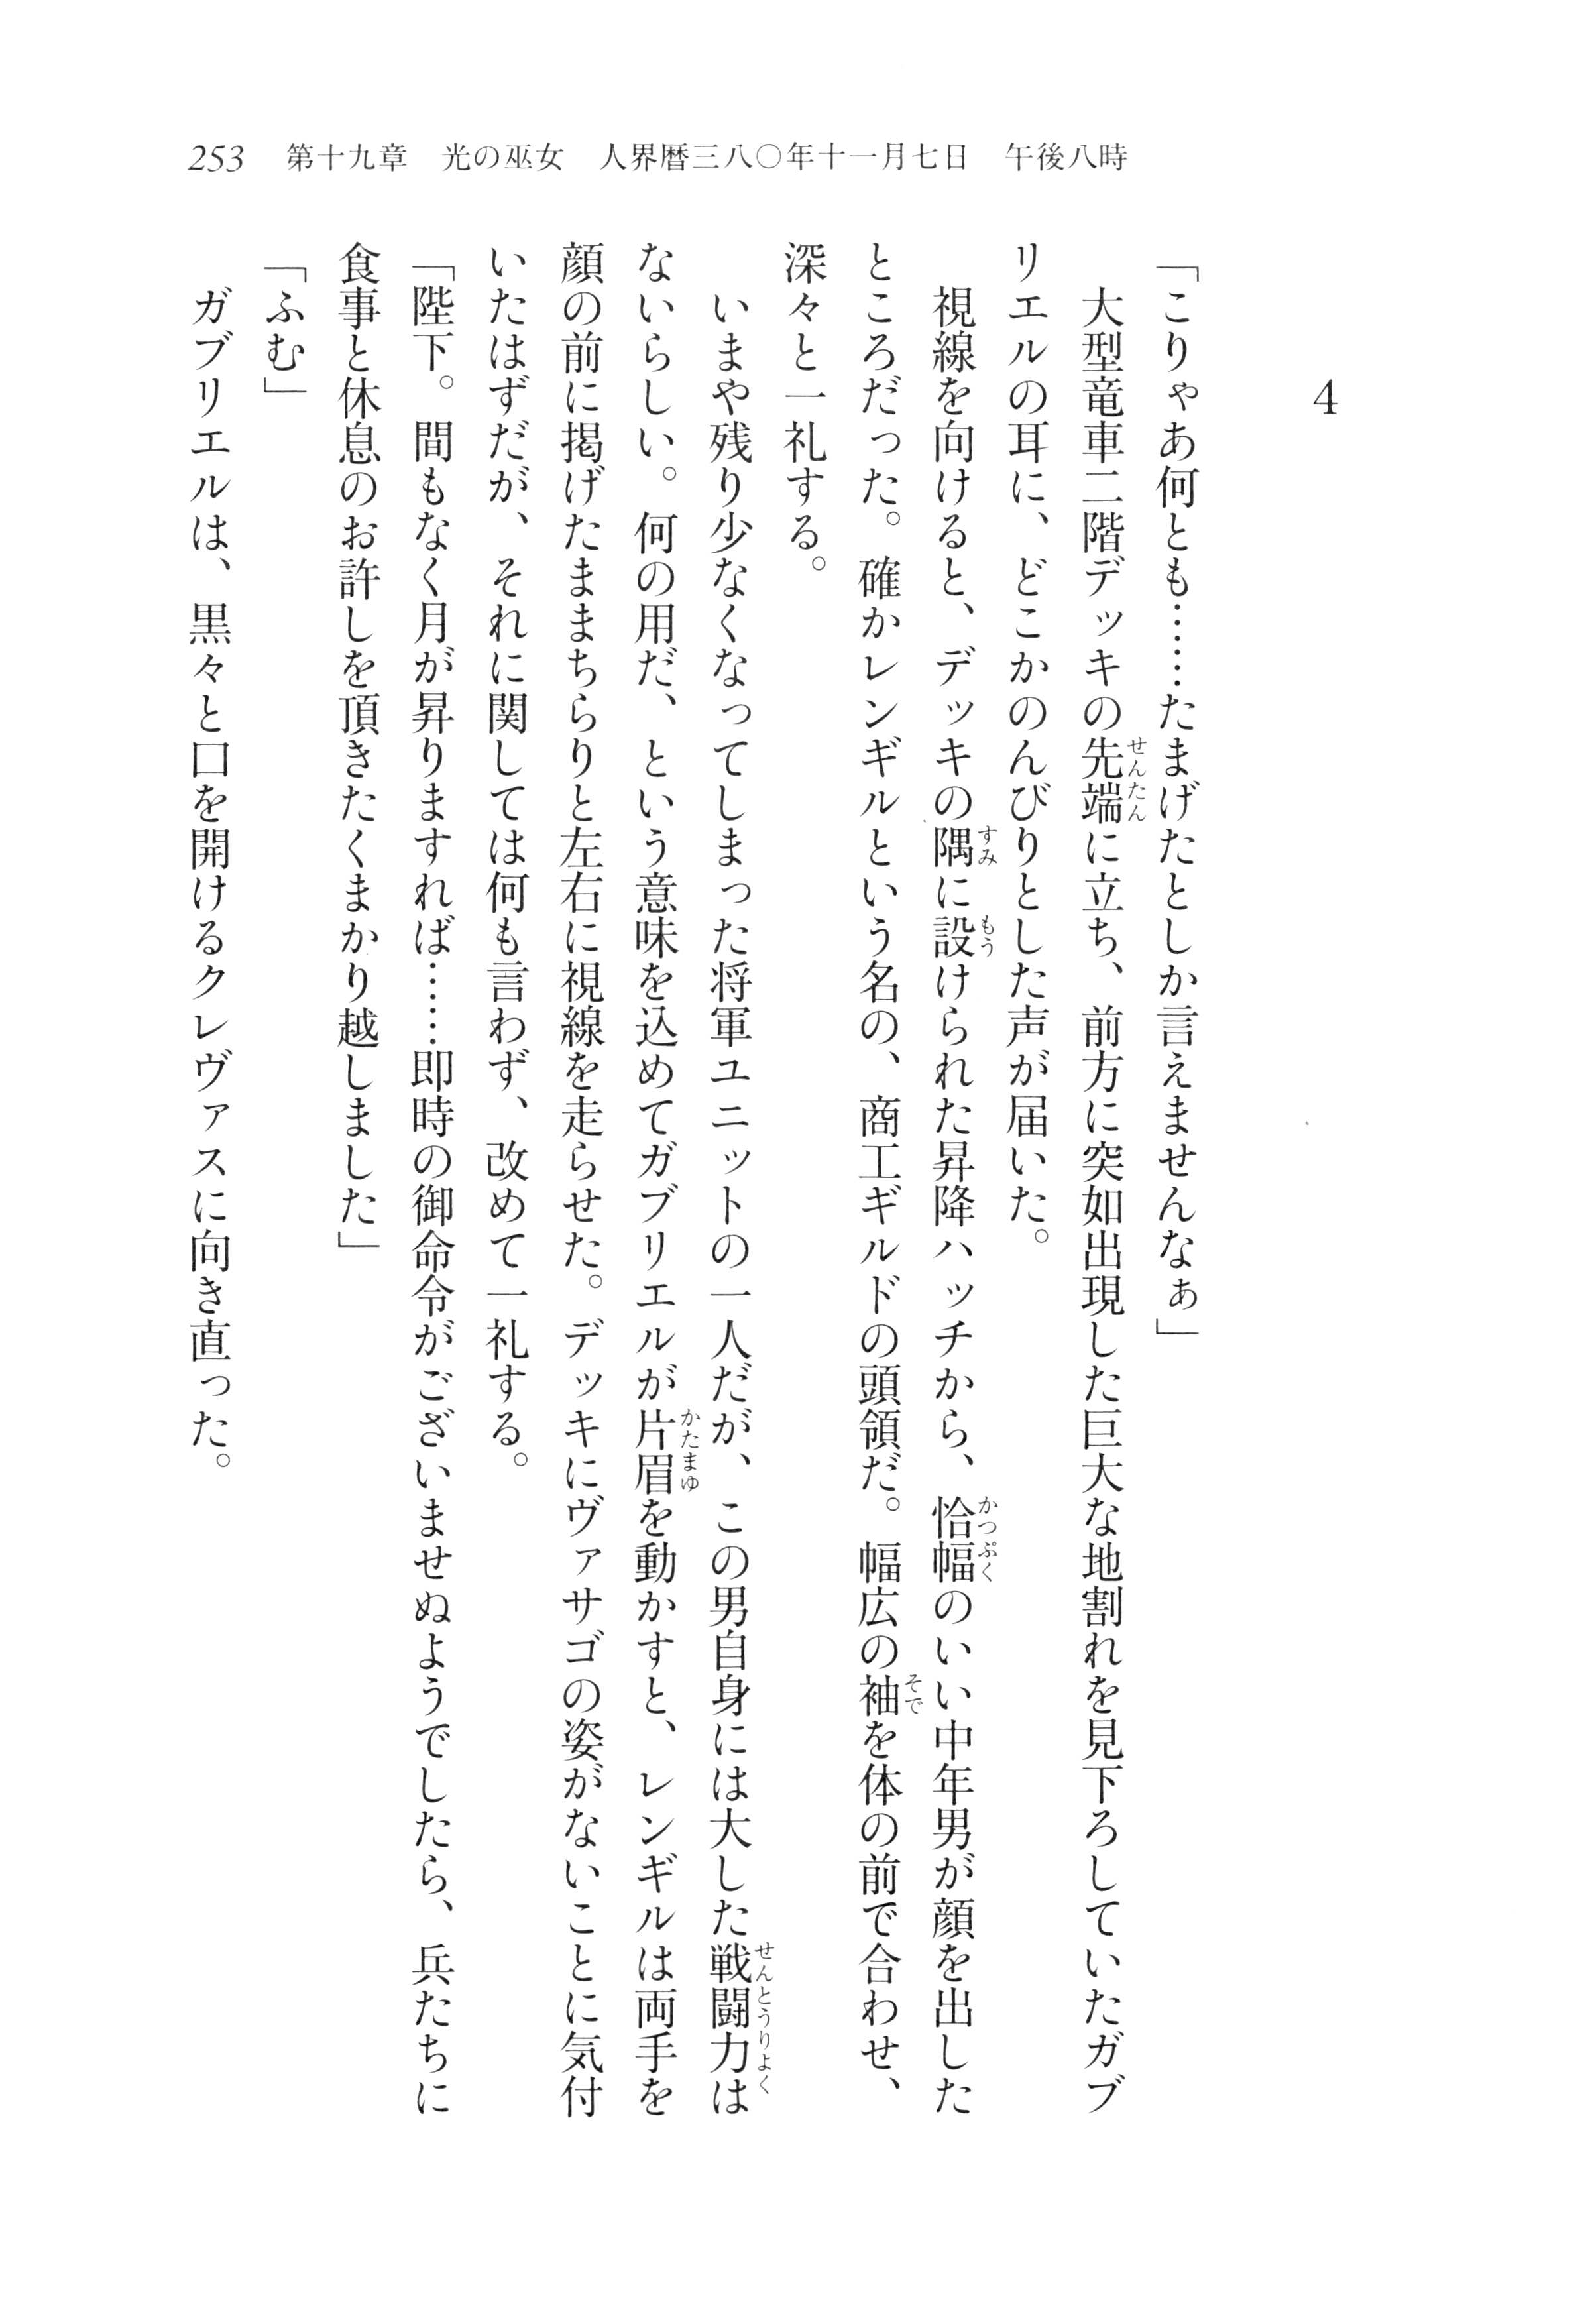 253　第十九章　光の巫女　人界暦三八〇年十一月七日　午後八時
4
「こりゃあ何とも……たまげたとしか言えませんなぁ」
　大型竜車二階デッキの先端に立ち、前方に突如出現した巨大な地割れを見下ろしていたガブ
リエルの耳に、どこかのんびりとした声が届いた。
　視線を向けると、デッキの隅に設けられた昇降ハッチから、恰幅のいい中年男が顔を出した
ところだった。確かレンギルという名の、商工ギルドの頭領だ。幅広の袖を体の前で合わせ、
深々と一礼する。
　いまや残り少なくなってしまった将軍ユニットの一人だが、この男自身には大した戦闘力は
ないらしい。何の用だ、という意味を込めてガブリエルが片眉を動かすと、レンギルは両手を
顔の前に掲げたままちらりと左右に視線を走らせた。デッキにヴァサゴの姿がないことに気付
いたはずだが、それに関しては何も言わず、改めて一礼する。
「陛下。間もなく月が昇りますれば……即時の御命令がございませぬようでしたら、兵たちに
食事と休息のお許しを頂きたくまかり越しました」
「ふむ」
　ガブリエルは、黒々と口を開けるクレヴァスに向き直った。